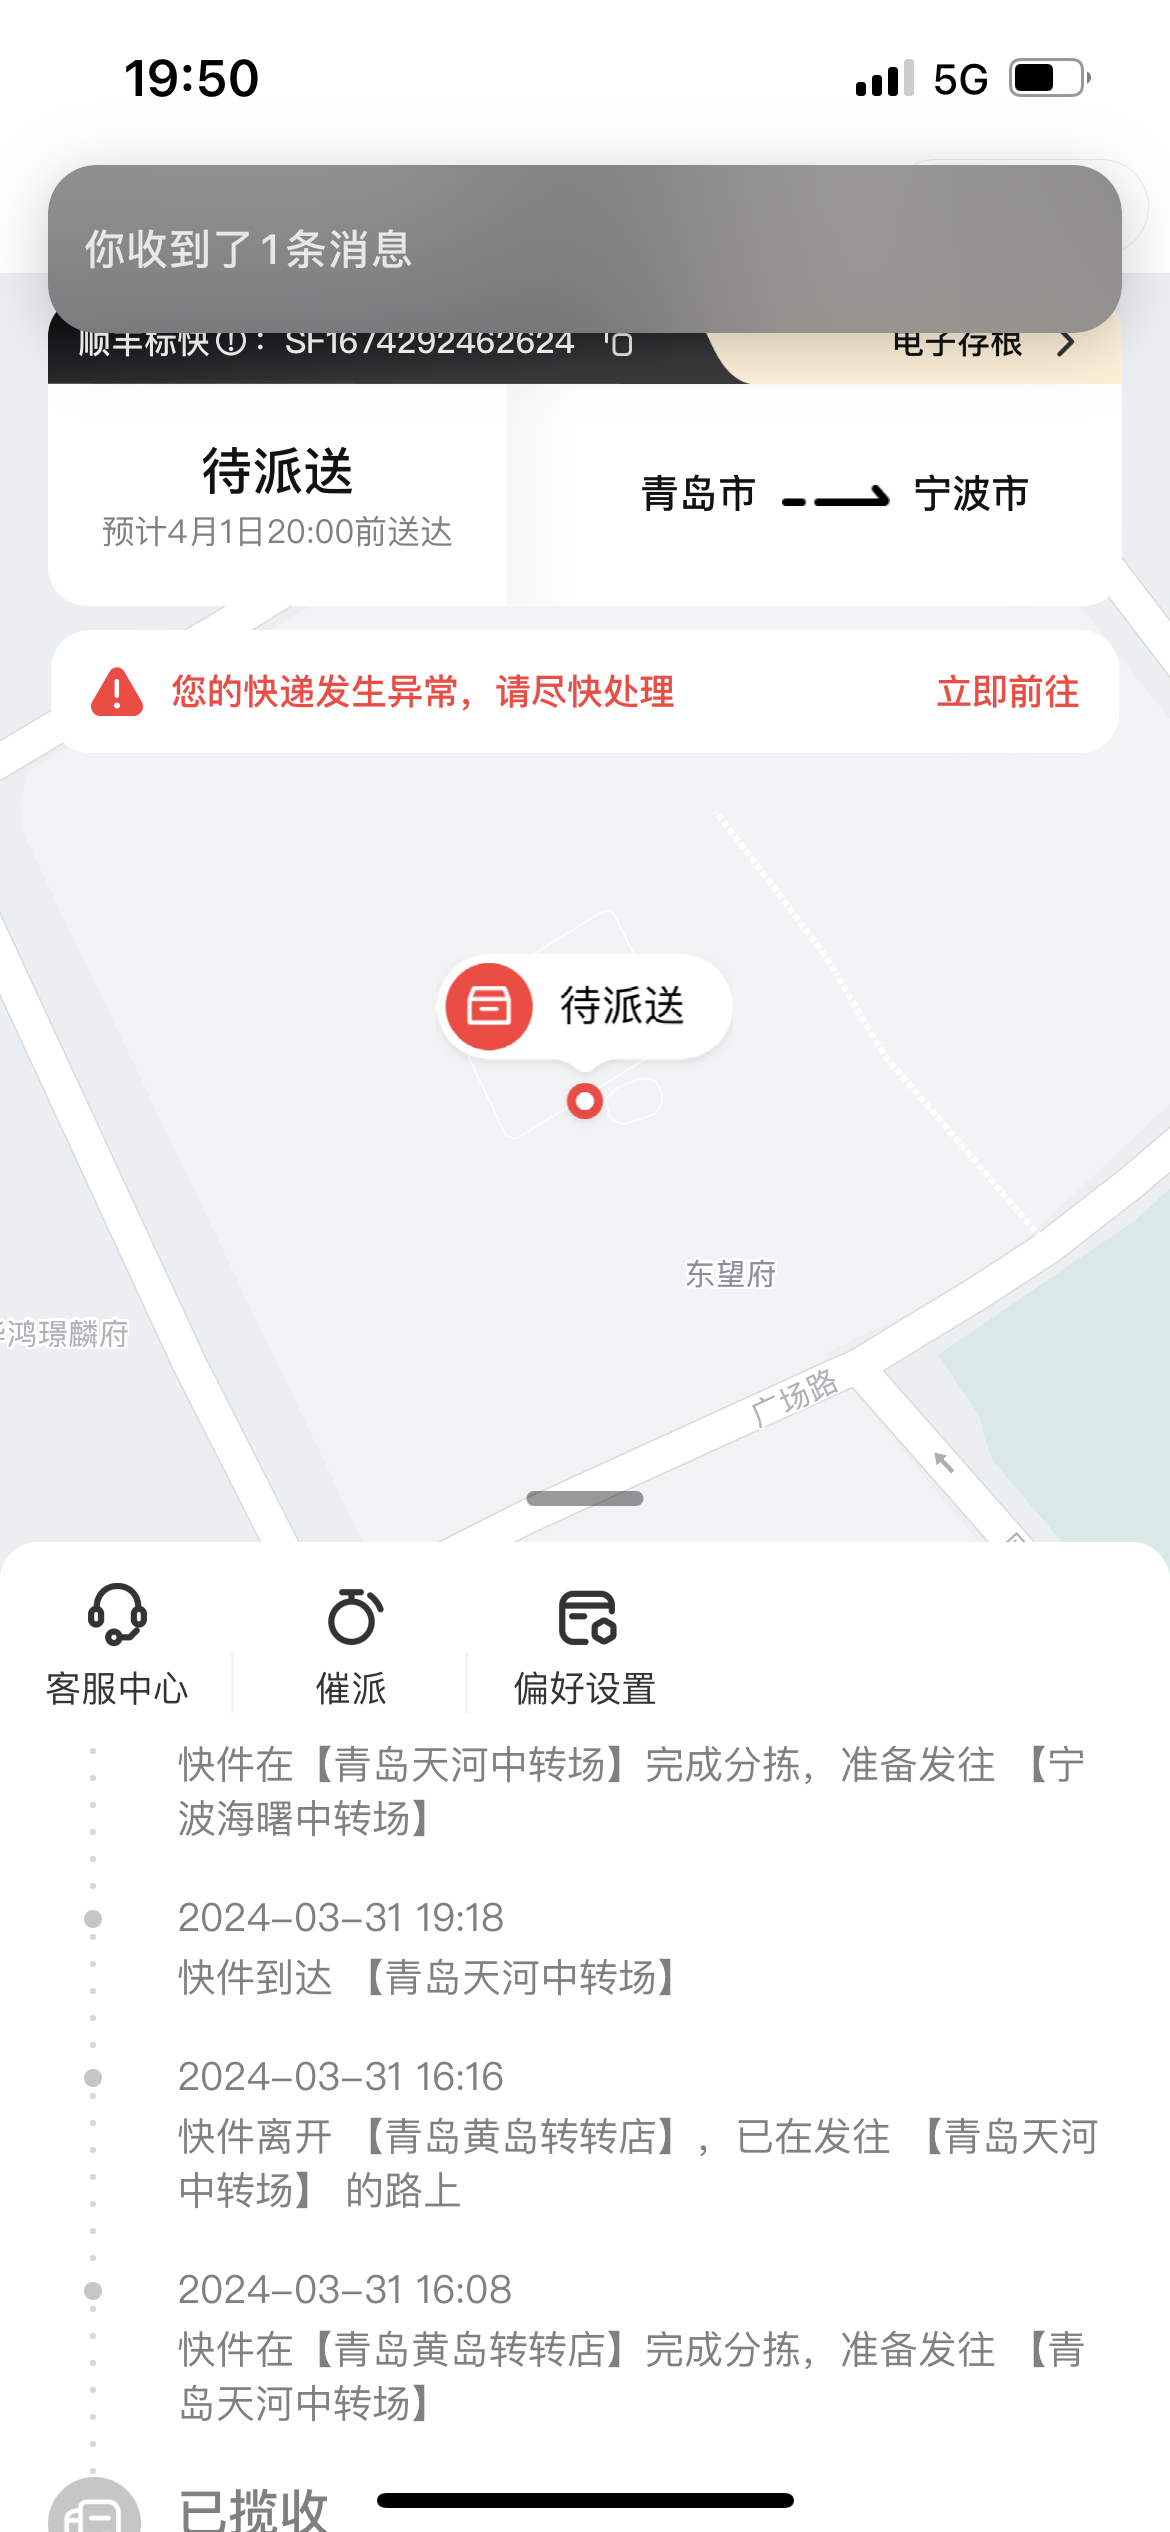 19:50
5G
你收到了1条消息
顺丰标快 : SF1674292462624
电子存根
待派送
预计4月1日20:00前送达
青岛市
宁波市
您的快递发生异常，请尽快处理
立即前往
待派送
东望府
鸿璟麟府
广场路
客服中心
催派
偏好设置
快件在【青岛天河中转场】完成分拣，准备发往 【宁
波海曙中转场】
2024-03-31 19:18
快件到达 【青岛天河中转场】
2024-03-31 16:16
快件离开 【青岛黄岛转转店】，已在发往 【青岛天河
中转场】 的路上
2024-03-31 16:08
快件在【青岛黄岛转转店】完成分拣，准备发往 【青
岛天河中转场】
已揽收